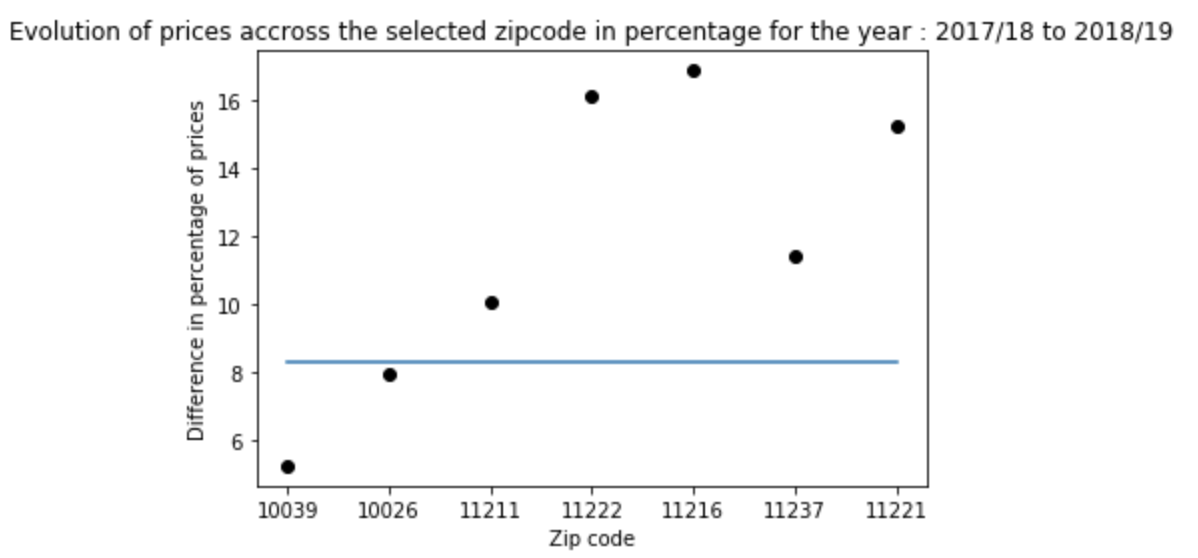 Evolution of prices accross the selected zipcode in percentage for the year : 2017/18 to 2018/19
Difference in percentage of prices
16
14
12
10
8
6
10039 10026 11211 11222 11216 11237 11221
Zip code